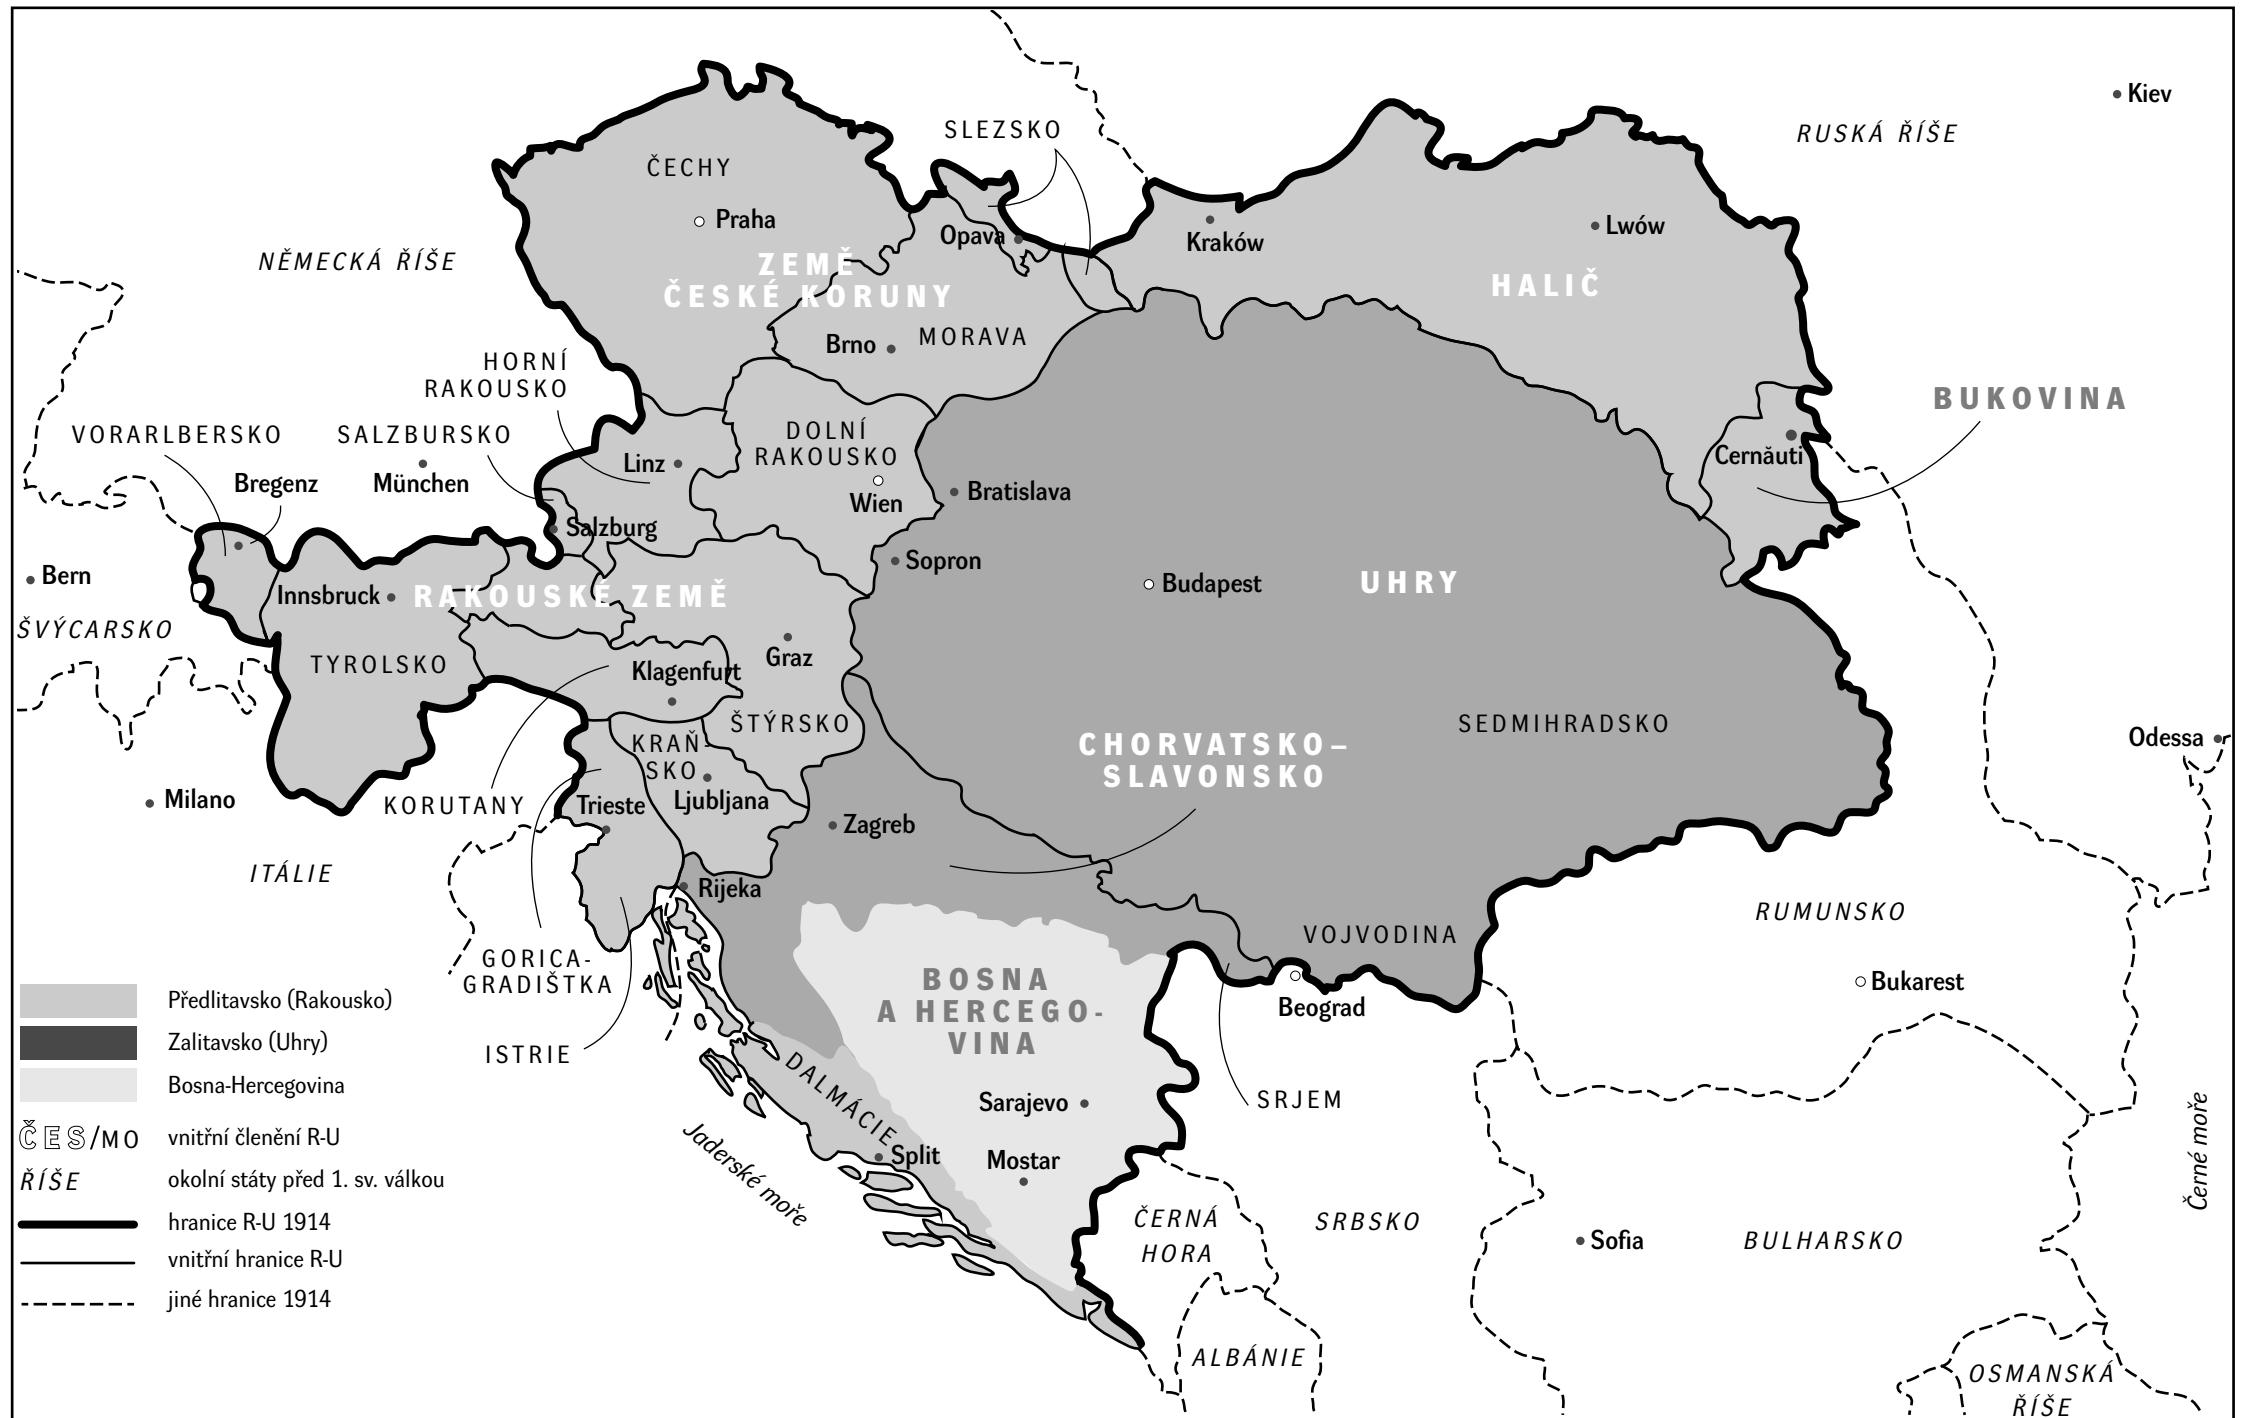 Kiev
RUSKÁ ŘÍŠE
SLEZSKO
ČECHY
Praha
Opava
Kraków
Lwów
NĚMECKÁ ŘÍŠE
ZEMĚ
ČESKÉ KORUNY
HALIČ
Brno
MORAVA
HORNÍ
RAKOUSKO
BUKOVINA
VORARLBERSKO
SALZBURSKO
DOLNÍ
RAKOUSKO
Linz
Cernăuti
Bregenz
München
Wien
Bratislava
Salzburg
Sopron
Bern
Innsbruck
RAKOUSKÉ ZEMĚ
Budapest
UHRY
ŠVÝCARSKO
TYROLSKO
Klagenfurt
Graz
ŠTÝRSKO
SEDMIHRADSKO
KRAŇ-
SKO
CHORVATSKO–
SLAVONSKO
Odessa
Milano
KORUTANY
Trieste
Ljubljana
Zagreb
ITÁLIE
Rijeka
RUMUNSKO
VOJVODINA
GORICA-
GRADIŠTKA
BOSNA
A HERCEGO-
VINA
Bukarest
Beograd
ISTRIE
DALMÁCIE
Sarajevo
SRJEM
Jaderské moře
Split
Mostar
Černé moře
ČERNÁ
HORA
SRBSKO
Sofia
BULHARSKO
ALBÁNIE
OSMANSKÁ
ŘÍŠE
Předlitavsko (Rakousko)
Zalitavsko (Uhry)
Bosna-Hercegovina
ČES/MO vnitřní členění R-U
ŘÍŠE okolní státy před 1. sv. válkou
hranice R-U 1914
vnitřní hranice R-U
jiné hranice 1914